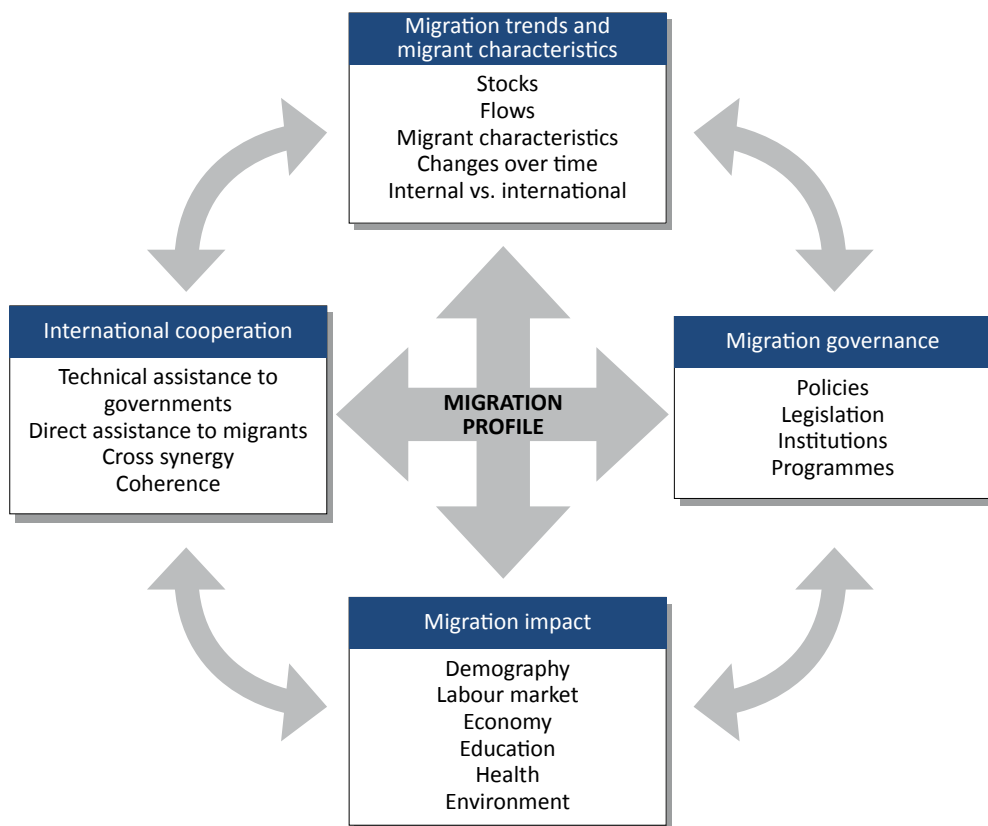 Migration trends and
migrant characteristics
Stocks
Flows
Migrant characteristics
Changes over time
Internal vs. international
International cooperation
Technical assistance to
governments
Direct assistance to migrants
Cross synergy
Coherence
MIGRATION
PROFILE
Migration governance
Policies
Legislation
Institutions
Programmes
Migration impact
Demography
Labour market
Economy
Education
Health
Environment